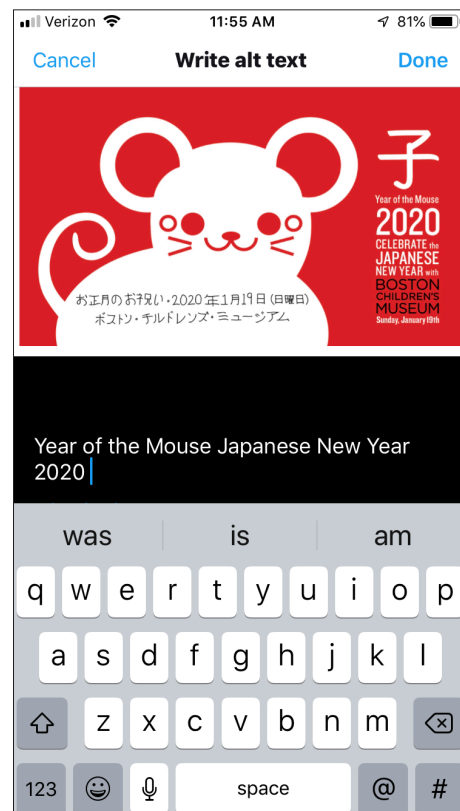 Verizon 11:55 AM 81%
Cancel Write alt text Done
子
Year of the Mouse
2020
CELEBRATE the
JAPANESE
NEW YEAR with
BOSTON
CHILDREN'S
MUSEUM
Sunday, January 19th
お正月のお祝い・2020年1月19日(日曜日)
ボストン・チルドレンズ・ミュージアム
Year of the Mouse Japanese New Year
2020
was is am
q w e r t y u i o p
a s d f g h j k l
z x c v b n m
123 space @ #